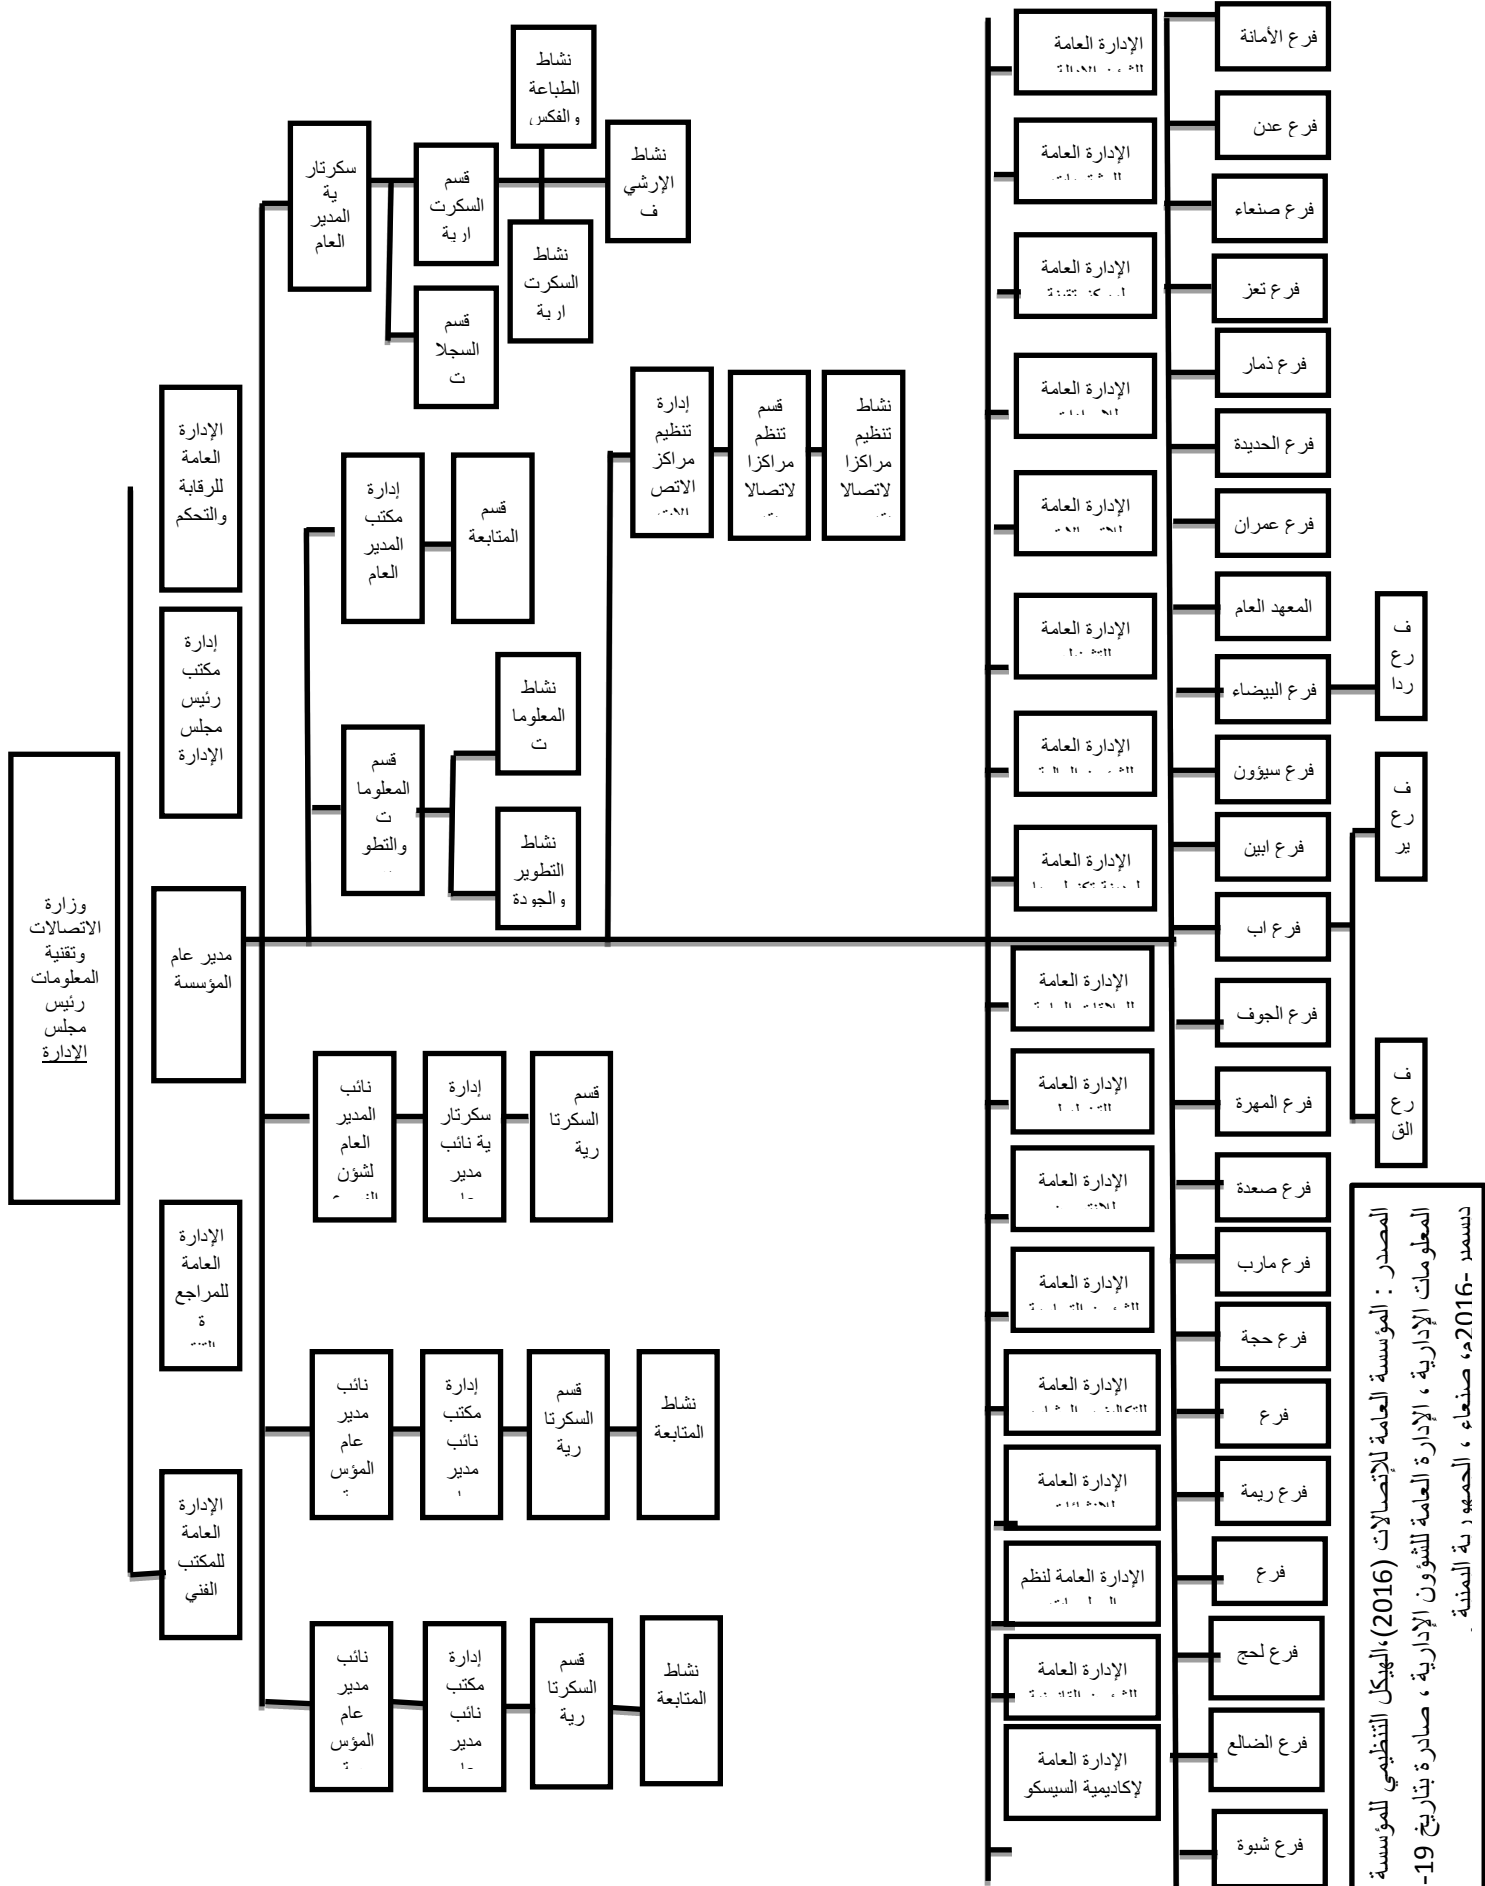 وزارة
الاتصالات
وتقنية
المعلومات
رئيس
مجلس
الإدارة
الإدارة
العامة
للرقابة
والتحكم
إدارة
مكتب
رئيس
مجلس
الإدارة
مدير عام
المؤسسة
الإدارة
العامة
للمراجع
ة
الإدارة
العامة
للمكتب
الفني
سكرتار
ية
المدير
العام
قسم
السكرت
ارية
قسم
السجلا
ت
نشاط
الطباعة
والفكس
نشاط
السكرت
ارية
نشاط
الإرشي
ف
إدارة
مكتب
المدير
العام
قسم
المتابعة
قسم
المعلوما
ت
والتطو
نشاط
المعلوما
ت
نشاط
التطوير
والجودة
إدارة
تنظيم
مراكز
الاتص
قسم
تنظم
مراكزا
لاتصالا
نشاط
تنظيم
مراكزا
لاتصالا
نائب
المدير
العام
لشؤن
إدارة
سكرتار
ية نائب
مدير
قسم
السكرتا
رية
نائب
مدير
عام
المؤس
إدارة
مكتب
نائب
مدير
قسم
السكرتا
رية
نشاط
المتابعة
نائب
مدير
عام
المؤس
إدارة
مكتب
نائب
مدير
قسم
السكرتا
رية
نشاط
المتابعة
الإدارة العامة
الإدارة العامة
الإدارة العامة
الإدارة العامة
الإدارة العامة
الإدارة العامة
الإدارة العامة
الإدارة العامة
الإدارة العامة
الإدارة العامة
الإدارة العامة
الإدارة العامة
الإدارة العامة
الإدارة العامة
الإدارة العامة لنظم
الإدارة العامة
الإدارة العامة
لإكاديمية السيسكو
فرع الأمانة
فرع عدن
فرع صنعاء
فرع تعز
فرع ذمار
فرع الحديدة
فرع عمران
المعهد العام
فرع البيضاء
فرع سيؤون
فرع ابين
فرع اب
فرع الجوف
فرع المهرة
فرع صعدة
فرع مارب
فرع حجة
فرع
فرع ريمة
فرع
فرع لحج
فرع الضالع
فرع شبوة
ف
رع
ردا
ف
رع
ير
ف
رع
الق
المصدر : المؤسسة العامة للإتصالات (2016)،الهيكل التنظيمي للمؤسسة
المعلومات الإدارية ، الإدارة العامة للشؤون الإدارية ، صادرة بتاريخ 19-
ديسمبر -2016م، صنعاء ، الجمهورية اليمنية .